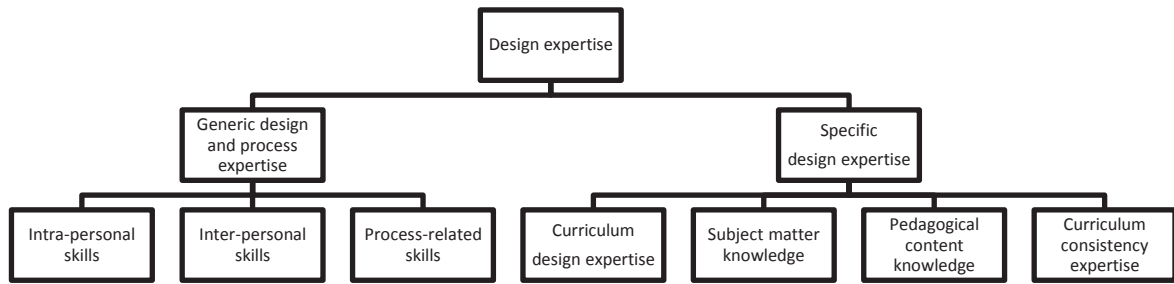 Design expertise
Generic design
and process
expertise
Specific
design expertise
Intra-personal
skills
Inter-personal
skills
Process-related
skills
Curriculum
design expertise
Subject matter
knowledge
Pedagogical
content
knowledge
Curriculum
consistency
expertise